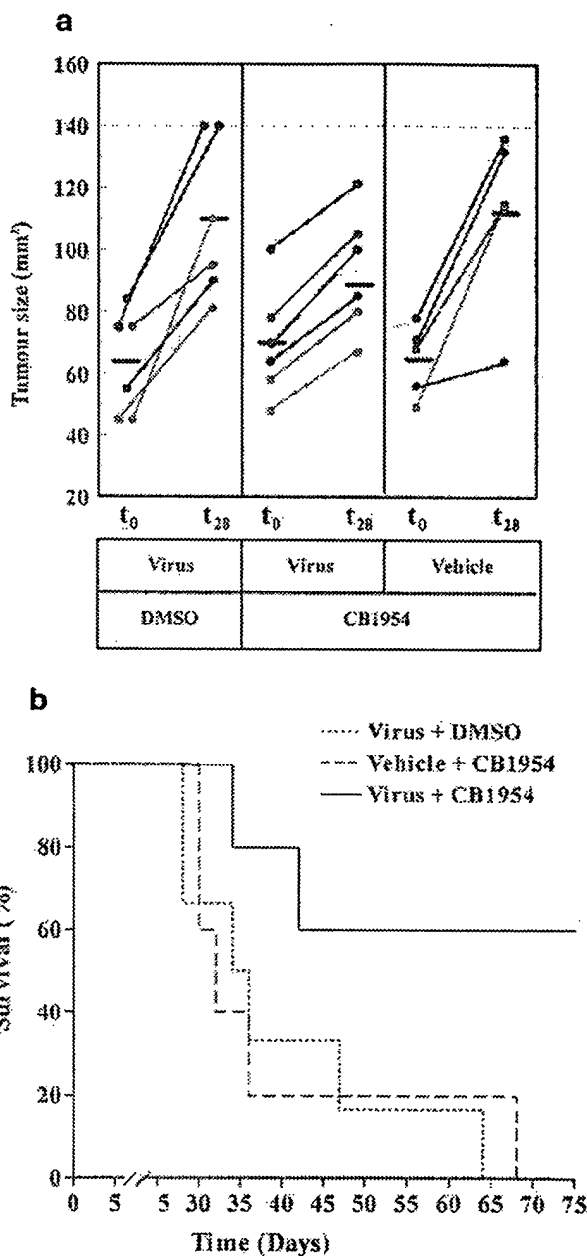 a
160
140
120
100
80
60
40
20
Tumour size (mm²)
t0 t28 t0 t28 t0 t28
Virus Virus Vehicle
DMSO CB1954
b
Virus + DMSO
Vehicle + CB1954
Virus + CB1954
100
80
60
40
20
0
Survival (%)
0 5 5 30 35 40 45 50 55 60 65 70 75
Time (Days)